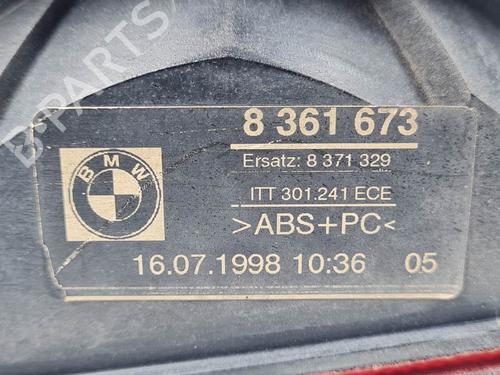 B-PARTS
8 361 673
Ersatz: 8 371 329
BMW
ITT 301.241 ECE
>ABS+PC<
16.07.1998 10:36 05